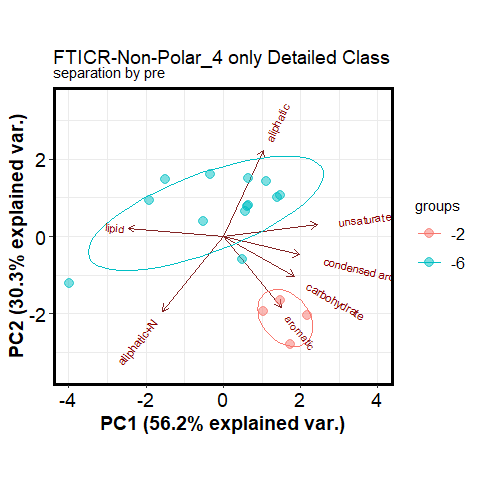 FTICR-Non-Polar_4 only Detailed Class
separation by pre
aliphatic
lipid
unsaturate
condensed arc
carbohydrate
aromatic
aliphatic+N
2
0
-2
-4
-2
0
2
4
PC2 (30.3% explained var.)
PC1 (56.2% explained var.)
groups
-2
-6